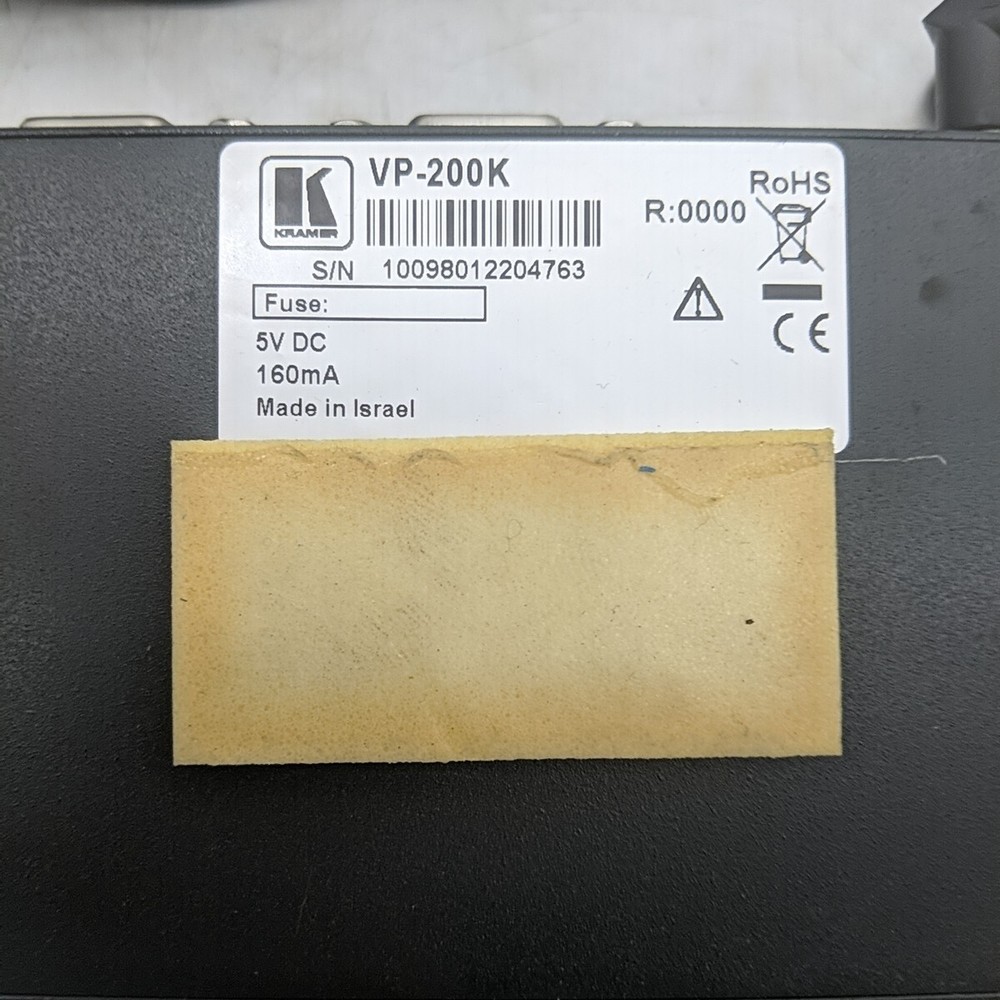 KRAMER
VP-200K
RoHS
R:0000
S/N 10098012204763
Fuse:
5V DC
160mA
Made in Israel
CE